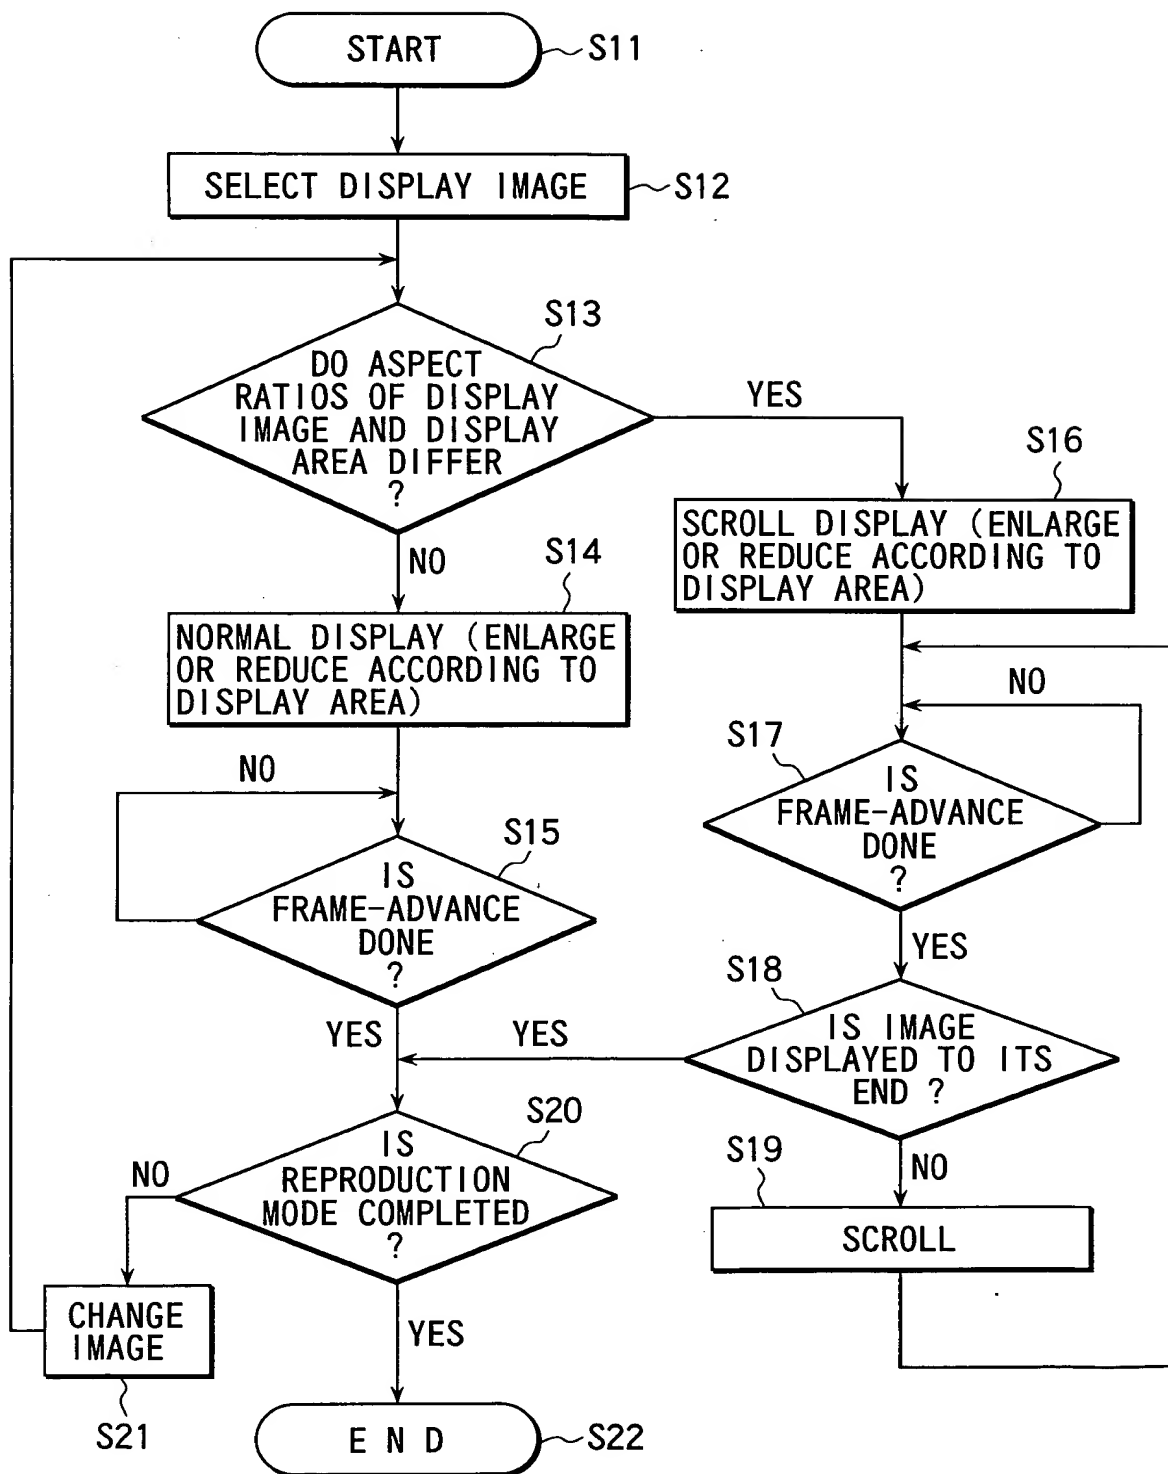 START
S11
SELECT DISPLAY IMAGE
S12
S13
DO ASPECT
RATIOS OF DISPLAY
IMAGE AND DISPLAY
AREA DIFFER
?
YES
NO
S16
SCROLL DISPLAY (ENLARGE
OR REDUCE ACCORDING TO
DISPLAY AREA)
S14
NORMAL DISPLAY (ENLARGE
OR REDUCE ACCORDING TO
DISPLAY AREA)
NO
S17
IS
FRAME-ADVANCE
DONE
?
YES
NO
S15
IS
FRAME-ADVANCE
DONE
?
YES
S18
IS IMAGE
DISPLAYED TO ITS
END ?
YES
NO
S19
SCROLL
S20
IS
REPRODUCTION
MODE COMPLETED
?
NO
YES
CHANGE
IMAGE
S21
END
S22